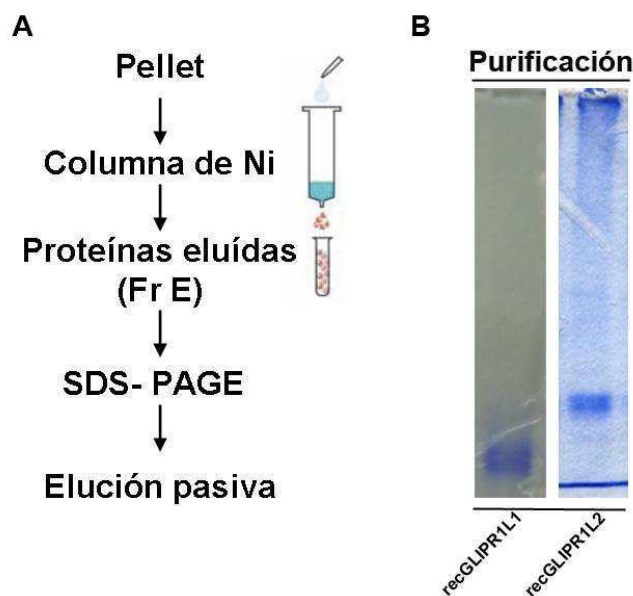 A
Pellet
Columna de Ni
Proteínas eluídas
(Fr E)
SDS- PAGE
Elución pasiva
B
Purificación
recGLIPR1L1
recGLIPR1L2